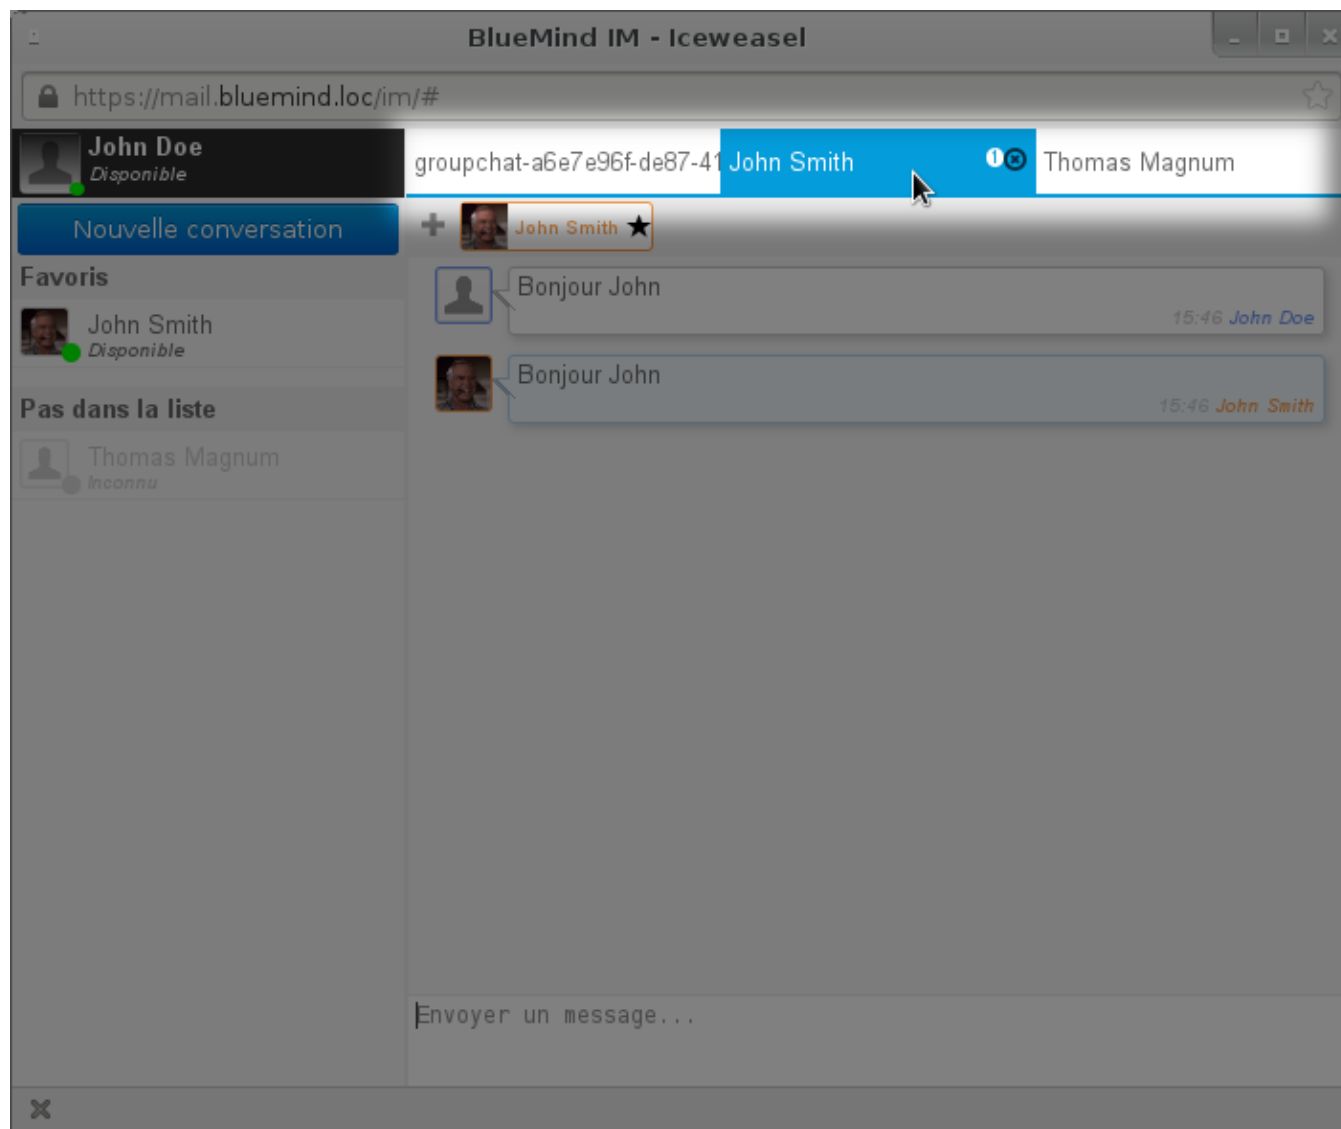 BlueMind IM - Iceweasel
https://mail.bluemind.loc/im/#
John Doe
Disponible
groupchat-a6e7e96f-de87-41
John Smith
1
Thomas Magnum
Nouvelle conversation
John Smith
Favoris
John Smith
Disponible
Pas dans la liste
Thomas Magnum
Inconnu
Bonjour John
15:46 John Doe
Bonjour John
15:46 John Smith
Envoyer un message...